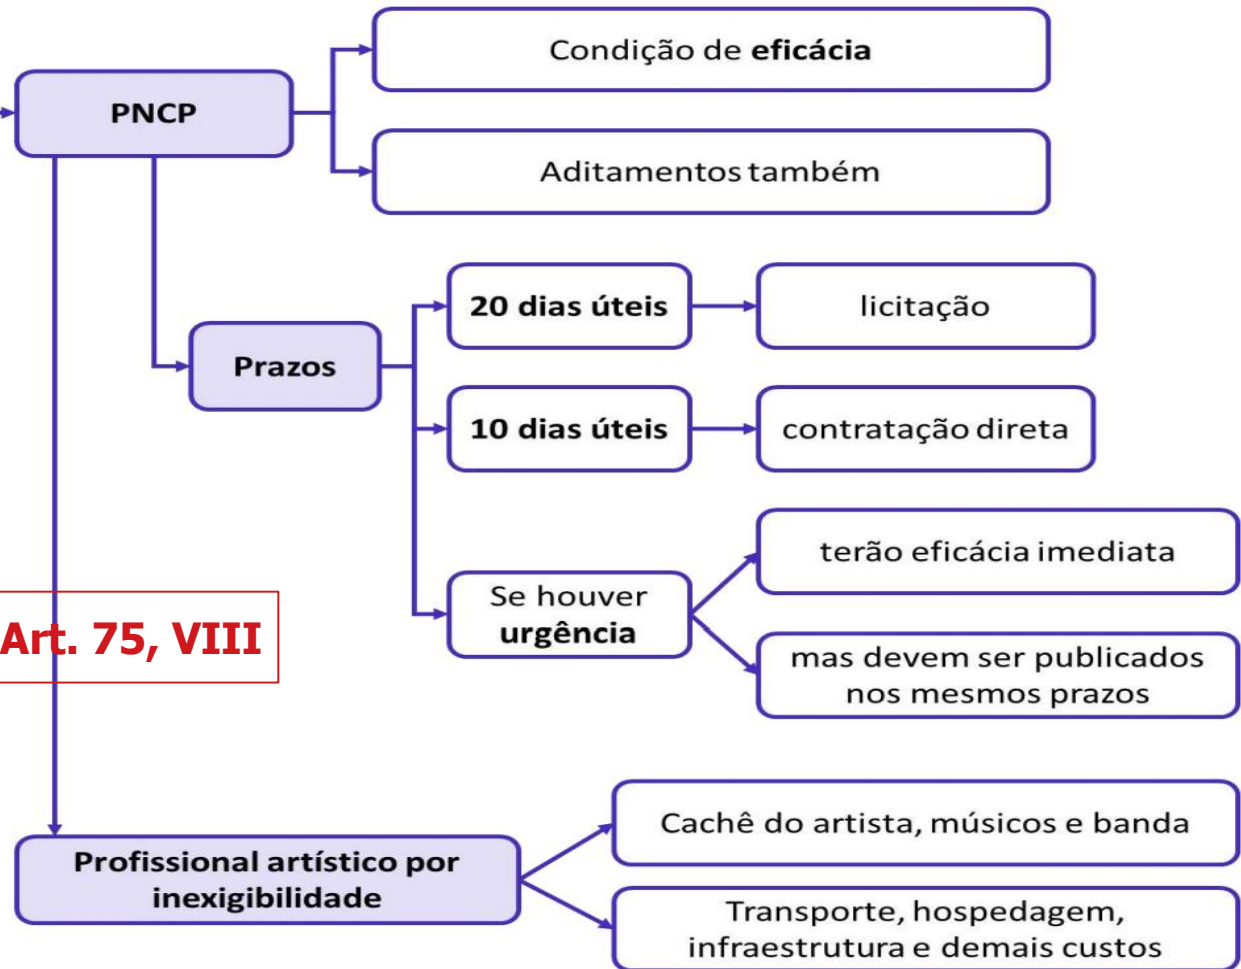 Condição de eficácia
PNCP
Aditamentos também
20 dias úteis
licitação
Prazos
10 dias úteis
contratação direta
terão eficácia imediata
Se houver
urgência
Art. 75, VIII
mas devem ser publicados
nos mesmos prazos
Cachê do artista, músicos e banda
Profissional artístico por
inexigibilidade
Transporte, hospedagem,
infraestrutura e demais custos